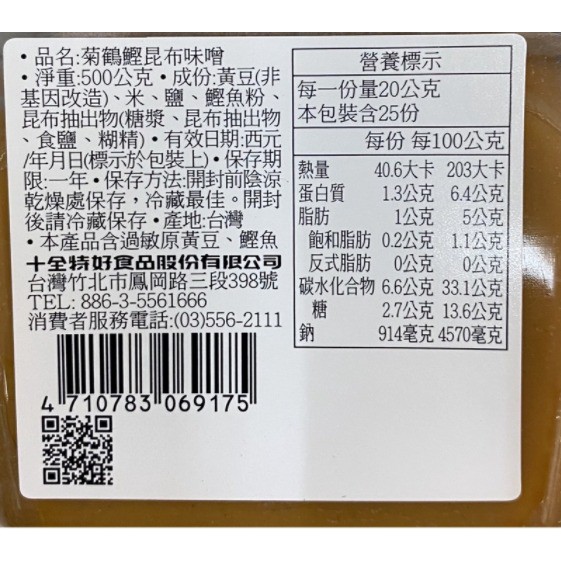 • 品名:菊鶴鰹昆布味噌
• 淨重:500公克 • 成份:黃豆(非
基因改造)、米、鹽、鰹魚粉、
昆布抽出物(糖漿、昆布抽出物
、食鹽、糊精) • 有效日期:西元
/年月日(標示於包裝上) • 保存期
限:一年 • 保存方法:開封前陰涼
乾燥處保存，冷藏最佳。開封
後請冷藏保存 • 產地:台灣
• 本產品含過敏原黃豆、鰹魚
十全特好食品股份有限公司
台灣竹北市鳳岡路三段398號
TEL: 886-3-5561666
消費者服務電話:(03)556-2111
4 710783 069175
營養標示
每一份量20公克
本包裝含25份
每份 每100公克
熱量 40.6大卡 203大卡
蛋白質 1.3公克 6.4公克
脂肪 1公克 5公克
飽和脂肪 0.2公克 1.1公克
反式脂肪 0公克 0公克
碳水化合物 6.6公克 33.1公克
糖 2.7公克 13.6公克
鈉 914毫克 4570毫克